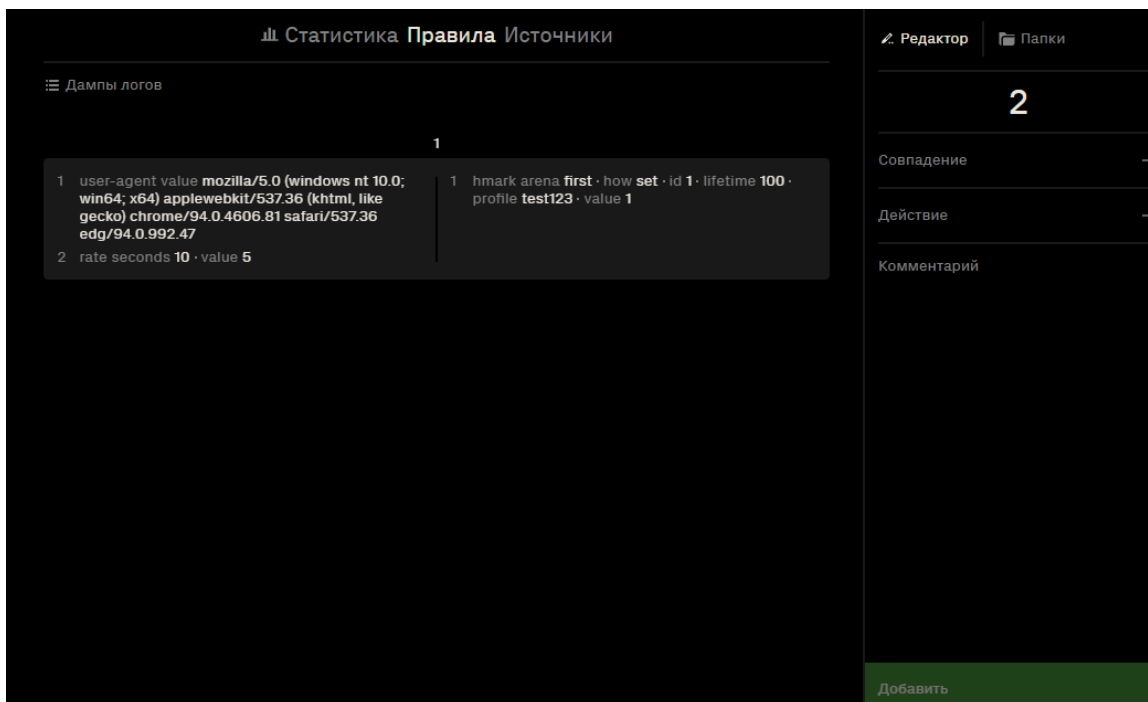 Статистика Правила Источники
Дампы логов
1
1 user-agent value mozilla/5.0 (windows nt 10.0;
win64; x64) applewebkit/537.36 (khtml, like
gecko) chrome/94.0.4606.81 safari/537.36
edg/94.0.992.47
2 rate seconds 10 · value 5
1 hmark arena first · how set · id 1 · lifetime 100 ·
profile test123 · value 1
Редактор Папки
2
Совпадение
Действие
Комментарий
Добавить